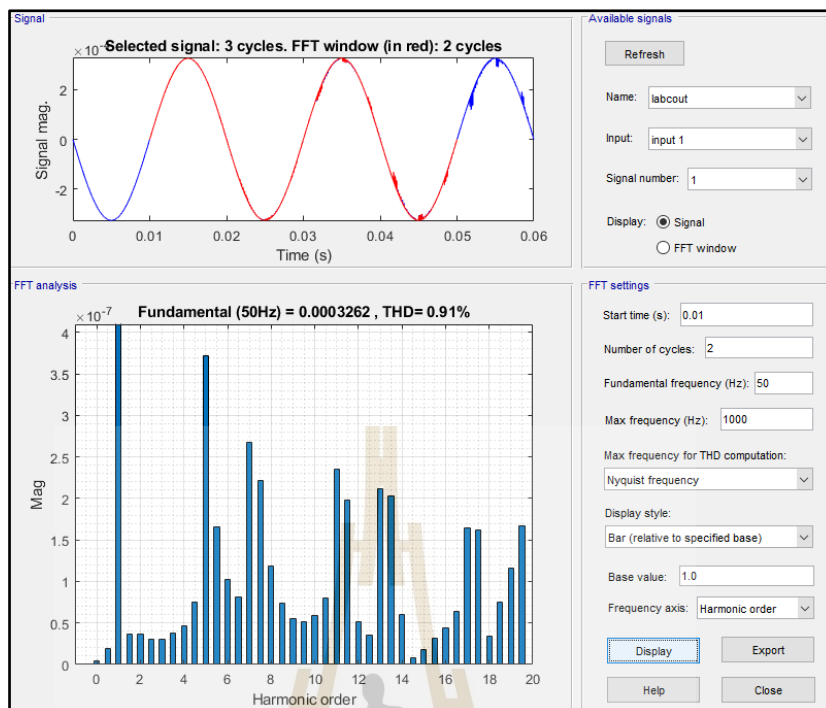 Signal
×10⁻⁴
Selected signal: 3 cycles. FFT window (in red): 2 cycles
2
0
-2
Signal mag.
0 0.01 0.02 0.03 0.04 0.05 0.06
Time (s)
Available signals
Refresh
Name: labcout
Input: input 1
Signal number: 1
Display: Signal
FFT window
FFT analysis
×10⁻⁷
Fundamental (50Hz) = 0.0003262 , THD= 0.91%
4
3.5
3
2.5
2
1.5
1
0.5
0
Mag
0 2 4 6 8 10 12 14 16 18 20
Harmonic order
FFT settings
Start time (s): 0.01
Number of cycles: 2
Fundamental frequency (Hz): 50
Max frequency (Hz): 1000
Max frequency for THD computation:
Nyquist frequency
Display style:
Bar (relative to specified base)
Base value: 1.0
Frequency axis: Harmonic order
Display Export
Help Close